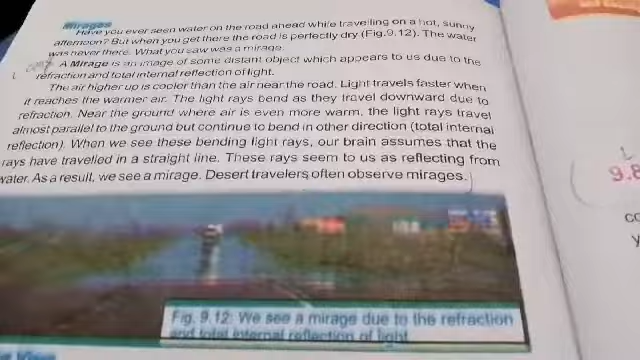 Mirages
Have you ever seen water on the road ahead while travelling on a hot, sunny
afternoon? But when you get there the road is perfectly dry (Fig.9.12). The water
was never there. What you saw was a mirage.
A Mirage is an image of some distant object which appears to us due to the
refraction and total internal reflection of light.
The air higher up is cooler than the air near the road. Light travels faster when
it reaches the warmer air. The light rays bend as they travel downward due to
refraction. Near the ground where air is even more warm, the light rays travel
almost parallel to the ground but continue to bend in other direction (total internal
reflection). When we see these bending light rays, our brain assumes that the
rays have travelled in a straight line. These rays seem to us as reflecting from
water. As a result, we see a mirage. Desert travelers often observe mirages.
Fig. 9.12: We see a mirage due to the refraction
and total internal reflection of light
9.8